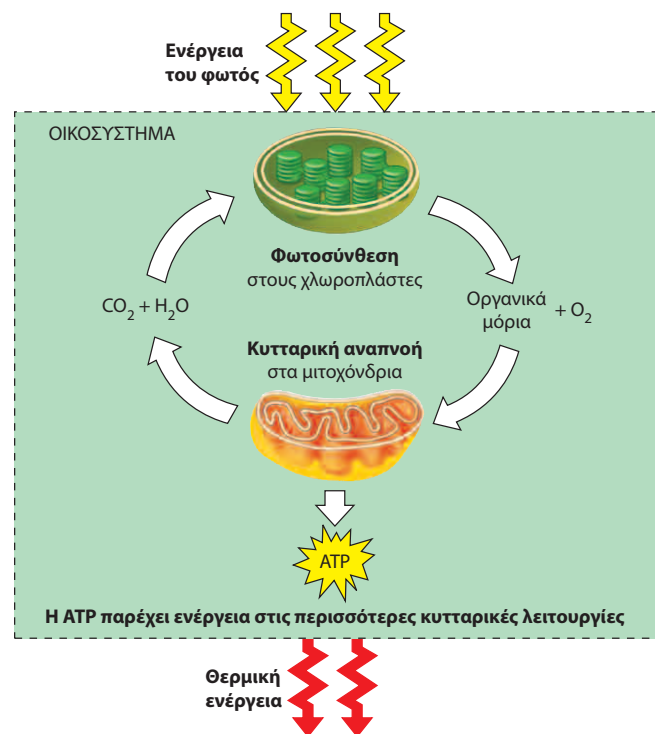 Ενέργεια
του φωτός
ΟΙΚΟΣΥΣΤΗΜΑ
Φωτοσύνθεση
στους χλωροπλάστες
CO₂ + H₂O
Οργανικά
μόρια
+ O₂
Κυτταρική αναπνοή
στα μιτοχόνδρια
ATP
Η ATP παρέχει ενέργεια στις περισσότερες κυτταρικές λειτουργίες
Θερμική
ενέργεια